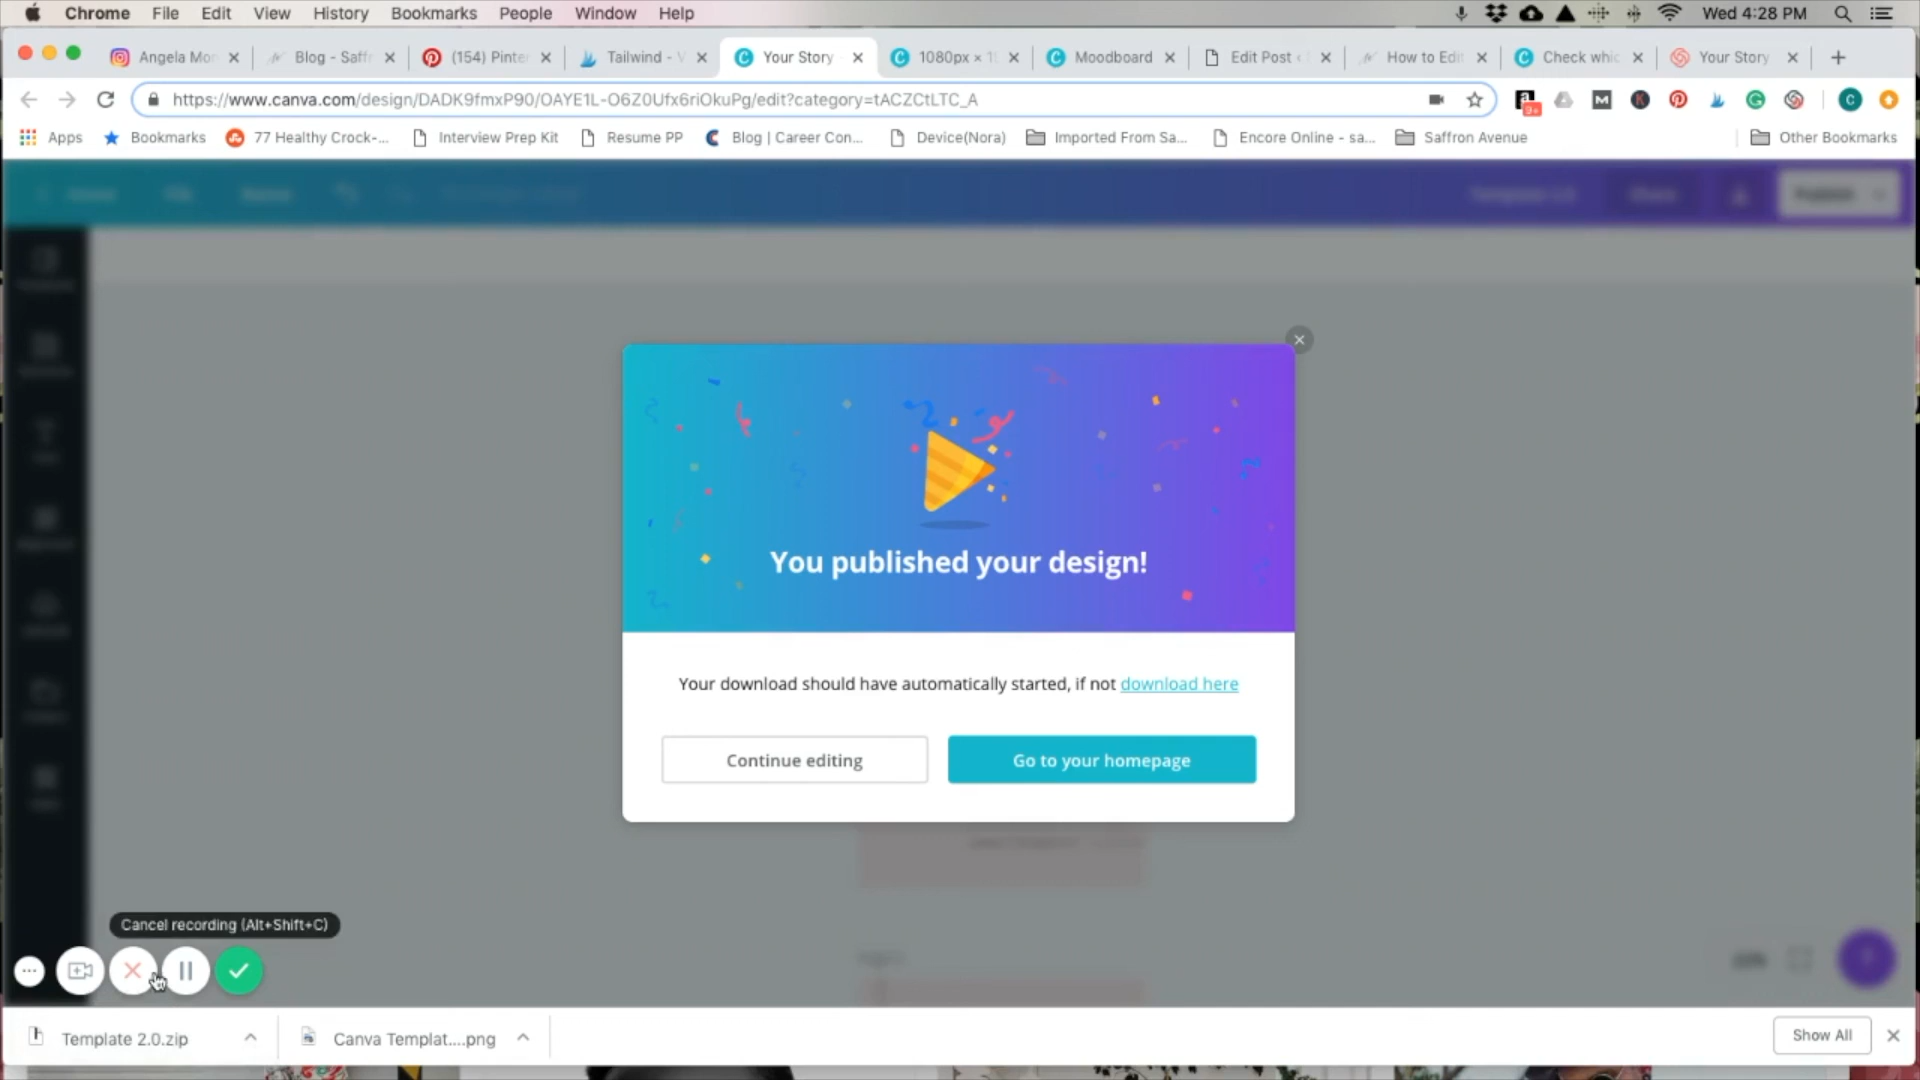 Chrome File Edit View History Bookmarks People Window Help Wed 4:28 PM
Angela Mor Blog - Saffr (154) Pinter Tailwind - V Your Story 1080px × 1 Moodboard Edit Post ‹ How to Edit Check whic Your Story
https://www.canva.com/design/DADK9fmxP90/OAYE1L-O6Z0Ufx6riOkuPg/edit?category=tACZCtLTC_A
Apps Bookmarks 77 Healthy Crock-... Interview Prep Kit Resume PP Blog | Career Con... Device(Nora) Imported From Sa... Encore Online - sa... Saffron Avenue Other Bookmarks
Share
Publish
You published your design!
Your download should have automatically started, if not download here
Continue editing Go to your homepage
Cancel recording (Alt+Shift+C)
Template 2.0.zip Canva Templat....png Show All